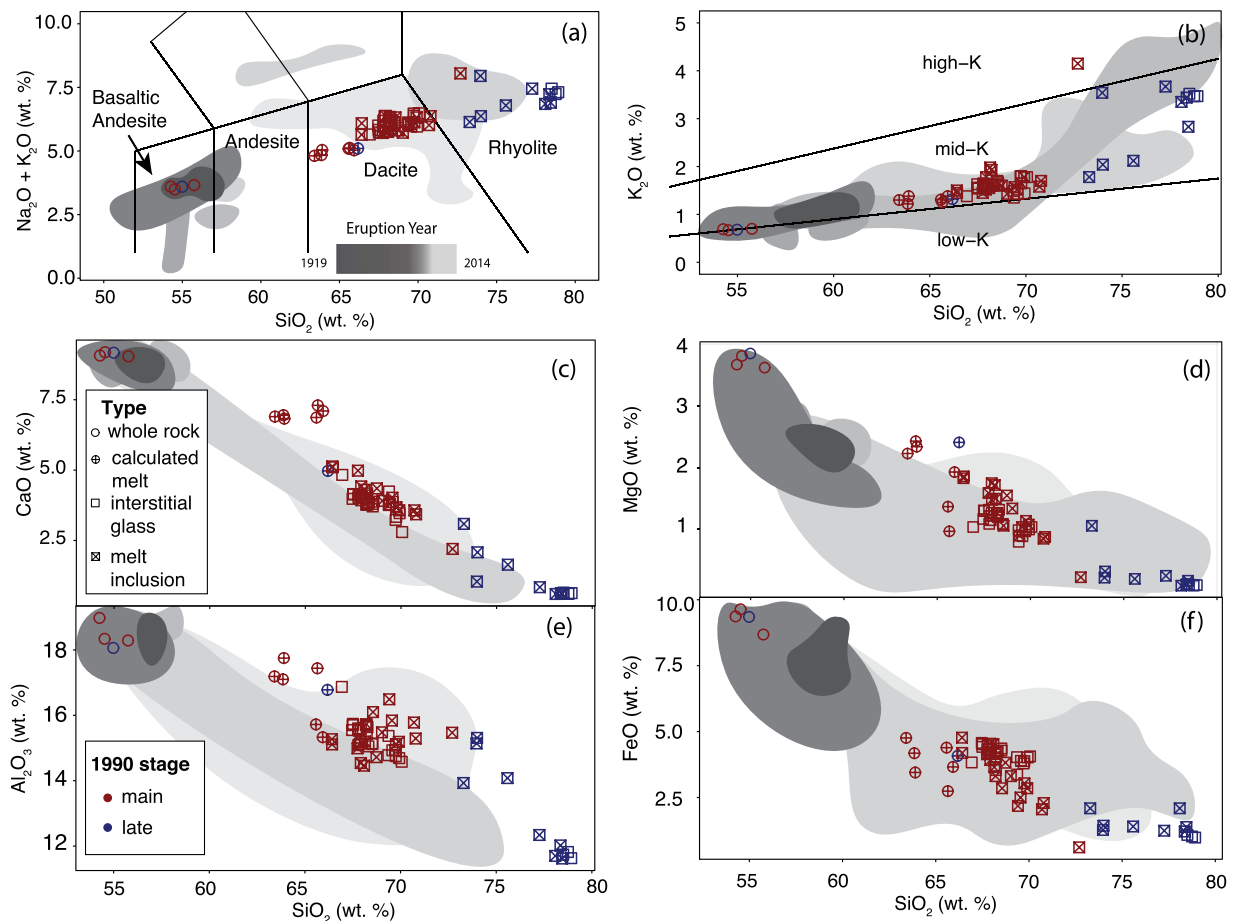 (a)
10.0
7.5
5.0
2.5
0.0
Na2O + K2O (wt. %)
Basaltic
Andesite
Andesite
Dacite
Rhyolite
Eruption Year
1919
2014
50
55
60
65
70
75
80
SiO2 (wt. %)
(b)
5
4
3
2
1
0
K2O (wt. %)
high–K
mid–K
low–K
55
60
65
70
75
80
SiO2 (wt. %)
(c)
7.5
5.0
2.5
CaO (wt. %)
Type
whole rock
calculated
melt
interstitial
glass
melt
inclusion
(d)
4
3
2
1
MgO (wt. %)
(e)
18
16
14
12
Al2O3 (wt. %)
1990 stage
main
late
55
60
65
70
75
80
SiO2 (wt. %)
(f)
10.0
7.5
5.0
2.5
FeO (wt. %)
55
60
65
70
75
80
SiO2 (wt. %)